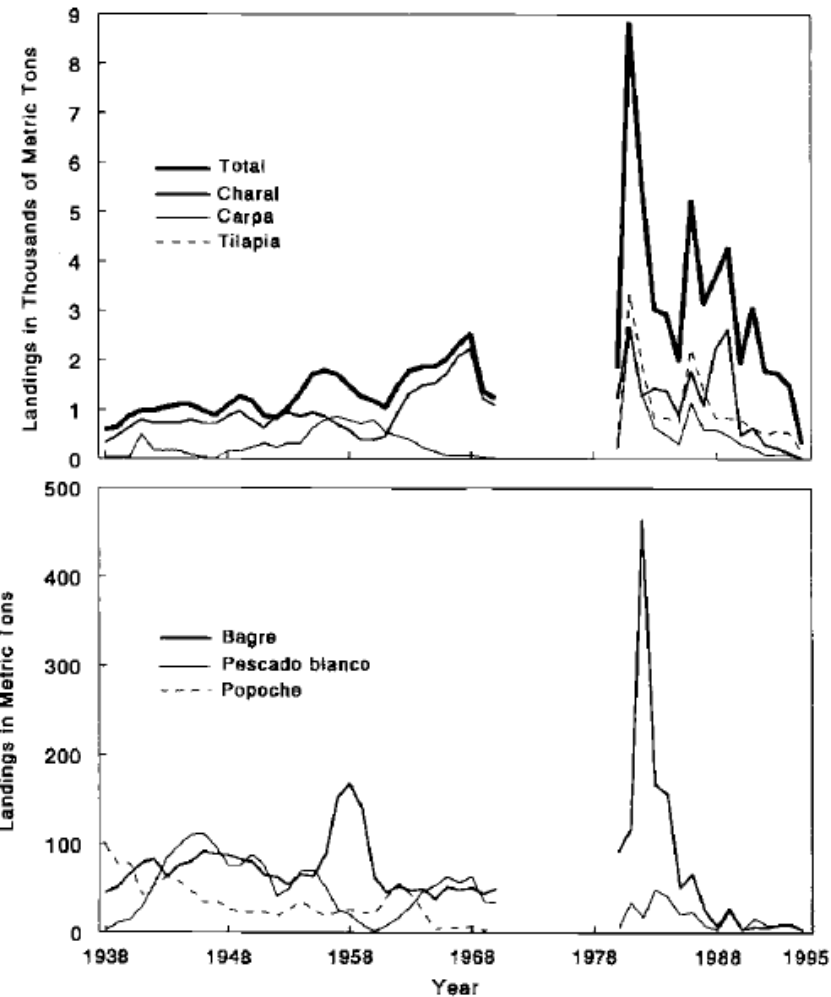 Landings in Thousands of Metric Tons
9
8
7
6
5
4
3
2
1
0
Total
Charal
Carpa
Tilapia
Landings in Metric Tons
500
400
300
200
100
0
Bagre
Pescado blanco
Popoche
1938 1948 1958 1968 1978 1988 1995
Year